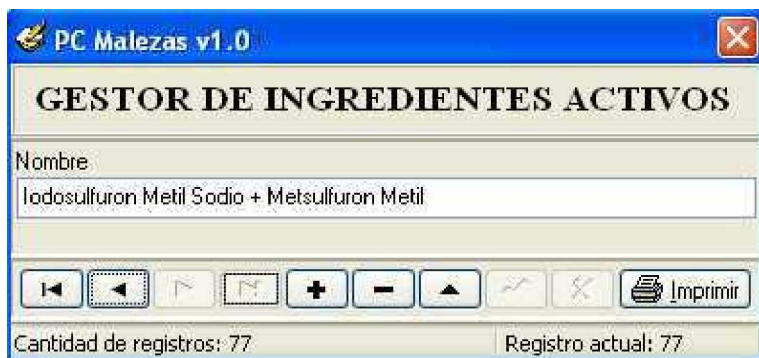 PC Malezas v1.0
GESTOR DE INGREDIENTES ACTIVOS
Nombre
Iodosulfuron Metil Sodio + Metsulfuron Metil
Imprimir
Cantidad de registros: 77 Registro actual: 77